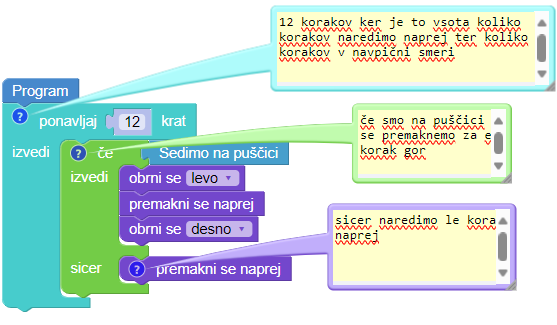 12 korakov ker je to vsota koliko
korakov naredimo naprej ter koliko
korakov v navpični smeri
Program
? ponavljaj 12 krat
če smo na puščici
se premaknemo za e
korak gor
izvedi ? če Sedimo na puščici
izvedi obrni se levo
premakni se naprej
obrni se desno
sicer naredimo le kora
naprej
sicer ? premakni se naprej